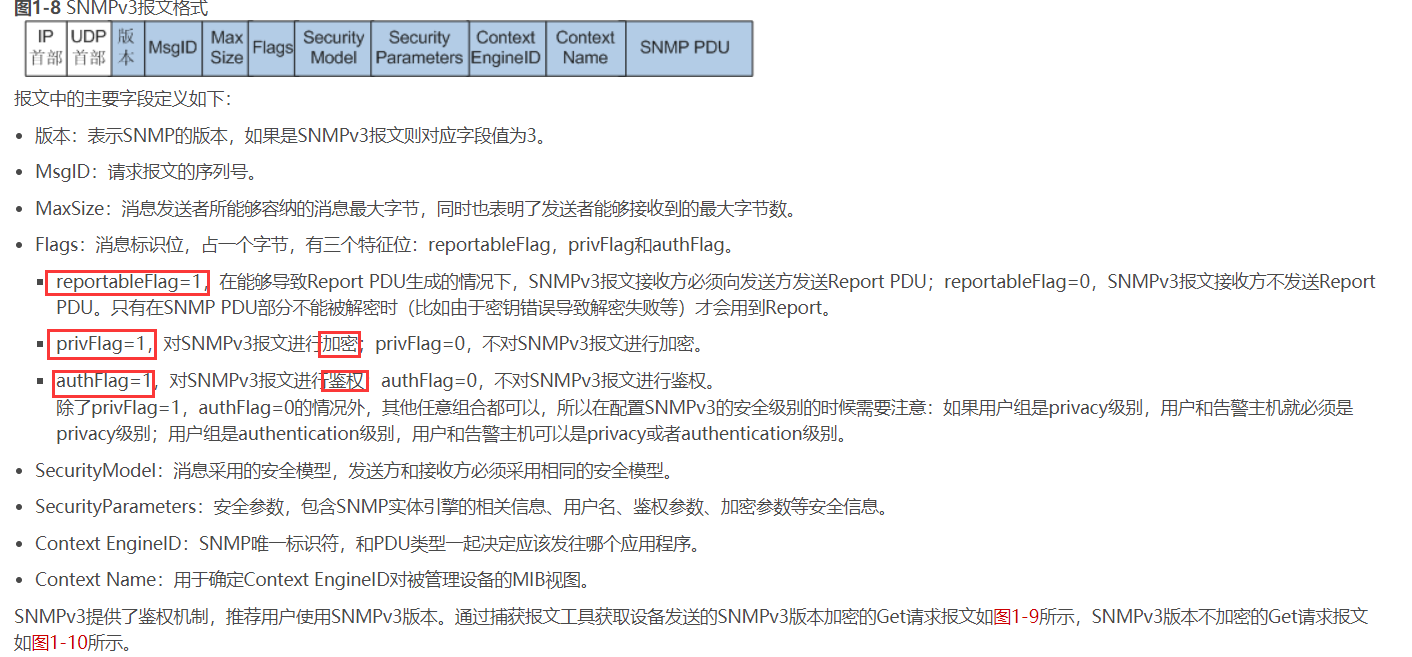 图1-8 SNMPv3报文格式
IP首部 UDP首部 版本 MsgID Max Size Flags Security Model Security Parameters Context EngineID Context Name SNMP PDU
报文中的主要字段定义如下：
• 版本：表示SNMP的版本，如果是SNMPv3报文则对应字段值为3。
• MsgID：请求报文的序列号。
• MaxSize：消息发送者所能够容纳的消息最大字节，同时也表明了发送者能够接收到的最大字节数。
• Flags：消息标识位，占一个字节，有三个特征位：reportableFlag，privFlag和authFlag。
▪ reportableFlag=1，在能够导致Report PDU生成的情况下，SNMPv3报文接收方必须向发送方发送Report PDU；reportableFlag=0，SNMPv3报文接收方不发送Report
PDU。只有在SNMP PDU部分不能被解密时（比如由于密钥错误导致解密失败等）才会用到Report。
▪ privFlag=1，对SNMPv3报文进行加密；privFlag=0，不对SNMPv3报文进行加密。
▪ authFlag=1，对SNMPv3报文进行鉴权 authFlag=0，不对SNMPv3报文进行鉴权。
除了privFlag=1，authFlag=0的情况外，其他任意组合都可以，所以在配置SNMPv3的安全级别的时候需要注意：如果用户组是privacy级别，用户和告警主机就必须是
privacy级别；用户组是authentication级别，用户和告警主机可以是privacy或者authentication级别。
• SecurityModel：消息采用的安全模型，发送方和接收方必须采用相同的安全模型。
• SecurityParameters：安全参数，包含SNMP实体引擎的相关信息、用户名、鉴权参数、加密参数等安全信息。
• Context EngineID：SNMP唯一标识符，和PDU类型一起决定应该发往哪个应用程序。
• Context Name：用于确定Context EngineID对被管理设备的MIB视图。
SNMPv3提供了鉴权机制，推荐用户使用SNMPv3版本。通过捕获报文工具获取设备发送的SNMPv3版本加密的Get请求报文如图1-9所示，SNMPv3版本不加密的Get请求报文
如图1-10所示。